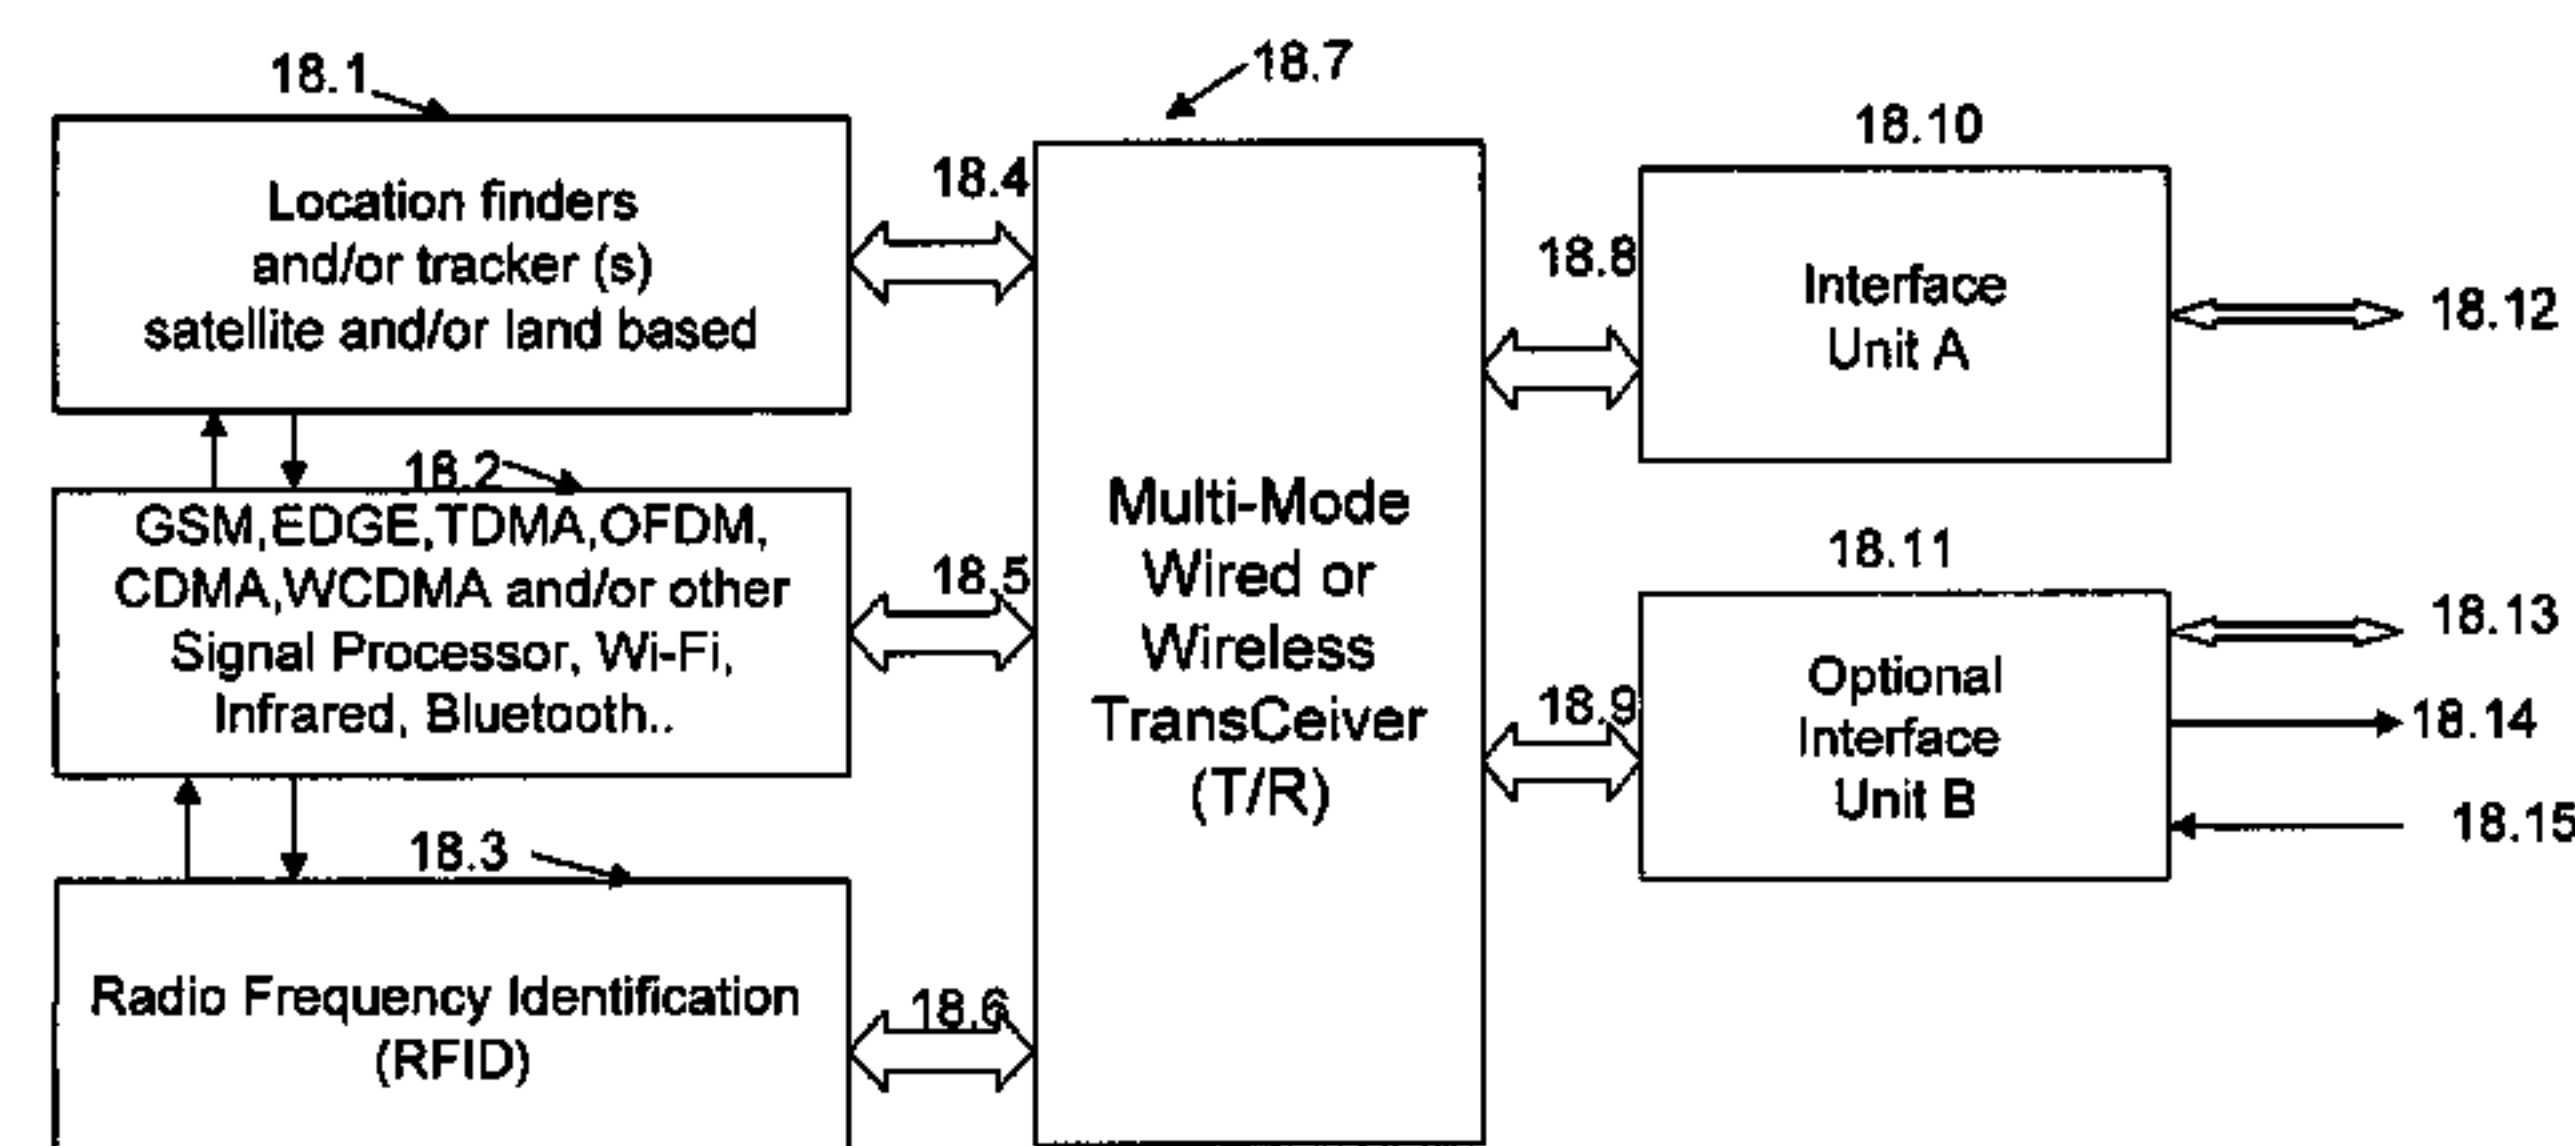 18.1
18.7
18.10
Location finders
and/or tracker (s)
satellite and/or land based
18.4
18.8
Interface
Unit A
18.12
18.2
GSM,EDGE,TDMA,OFDM,
CDMA,WCDMA and/or other
Signal Processor, Wi-Fi,
Infrared, Bluetooth..
18.5
Multi-Mode
Wired or
Wireless
TransCeiver
(T/R)
18.11
18.9
Optional
Interface
Unit B
18.13
18.14
18.15
18.3
Radio Frequency Identification
(RFID)
18.6